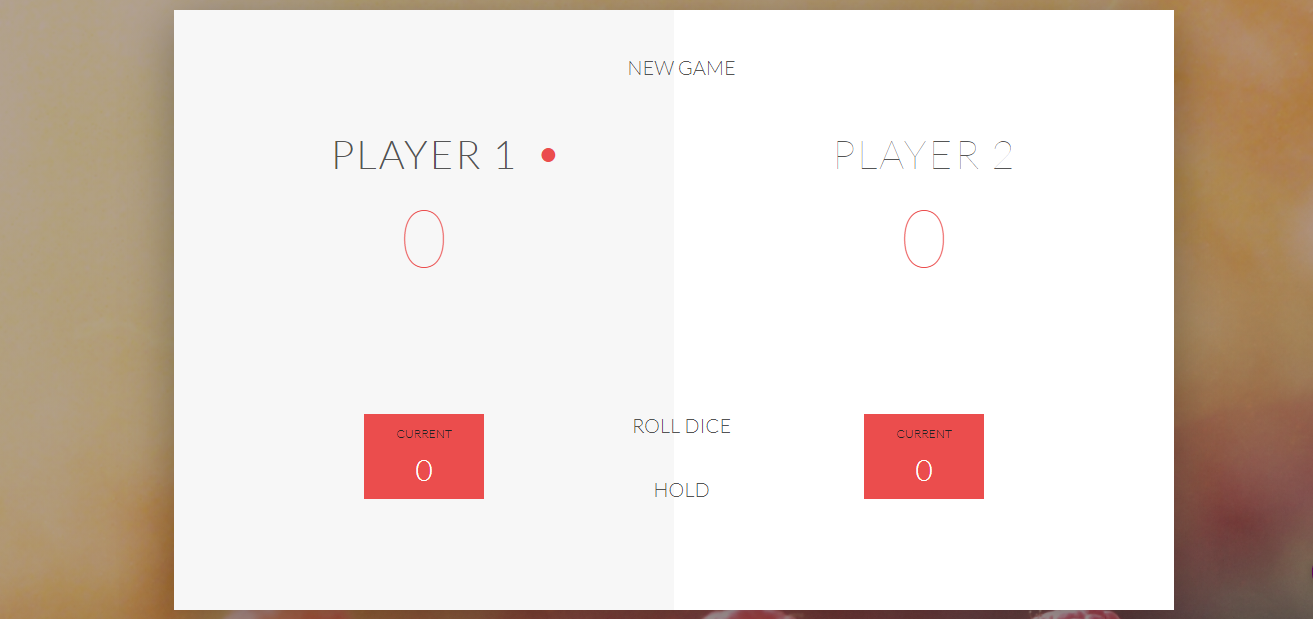 NEW GAME
PLAYER 1
PLAYER 2
0
0
CURRENT
0
ROLL DICE
HOLD
CURRENT
0